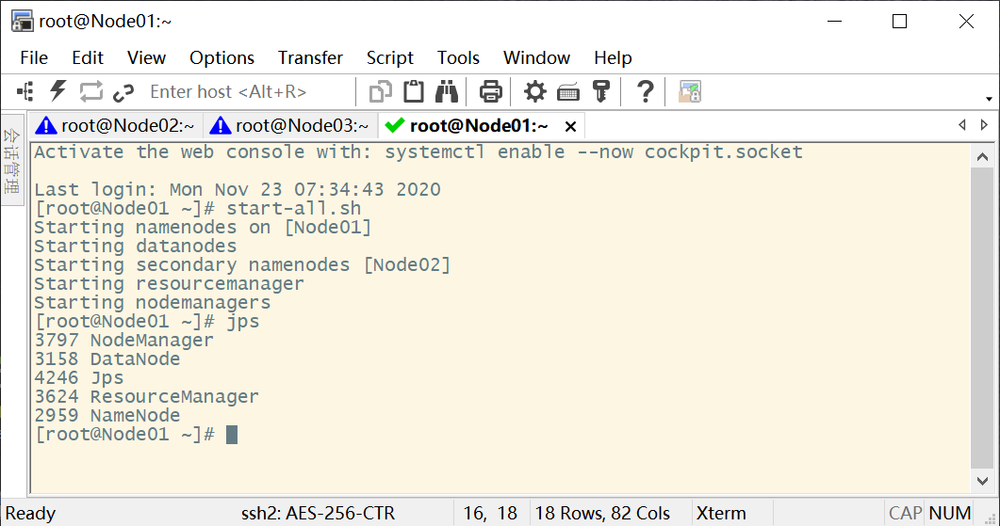 root@Node01:~
File Edit View Options Transfer Script Tools Window Help
Enter host <Alt+R>
root@Node02:~ root@Node03:~ root@Node01:~
会话管理
Activate the web console with: systemctl enable --now cockpit.socket
Last login: Mon Nov 23 07:34:43 2020
[root@Node01 ~]# start-all.sh
Starting namenodes on [Node01]
Starting datanodes
Starting secondary namenodes [Node02]
Starting resourcemanager
Starting nodemanagers
[root@Node01 ~]# jps
3797 NodeManager
3158 DataNode
4246 Jps
3624 ResourceManager
2959 NameNode
[root@Node01 ~]#
Ready ssh2: AES-256-CTR 16, 18 18 Rows, 82 Cols Xterm CAP NUM